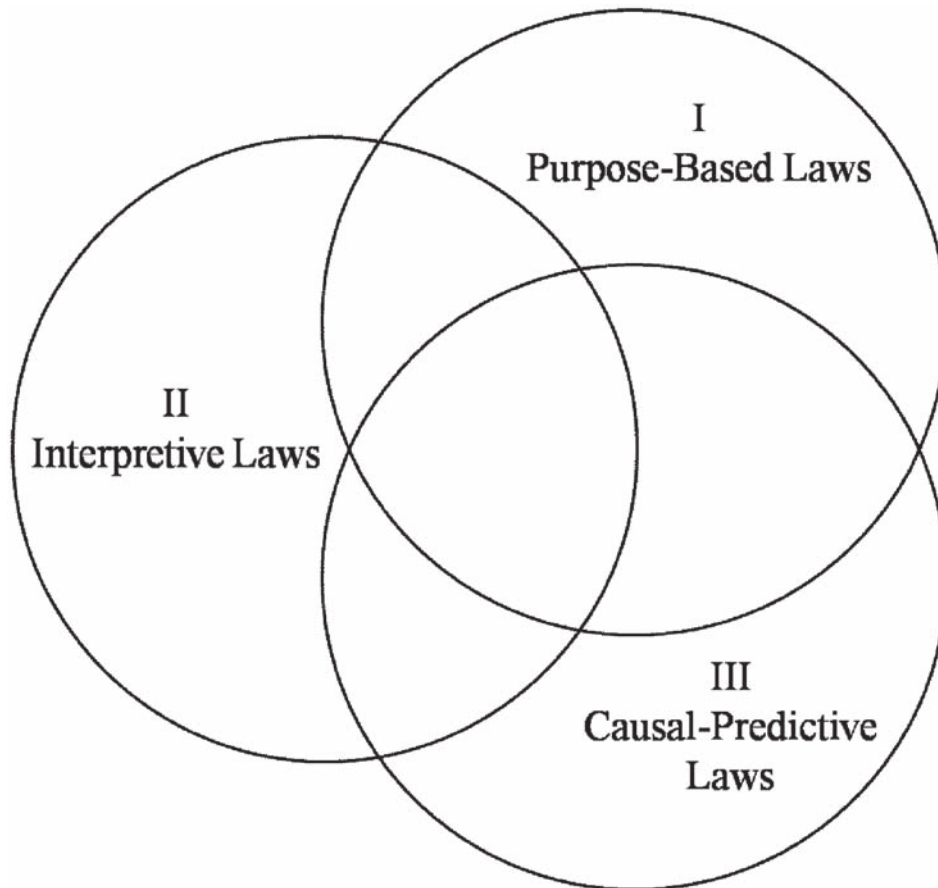 I
Purpose-Based Laws
II
Interpretive Laws
III
Causal-Predictive
Laws